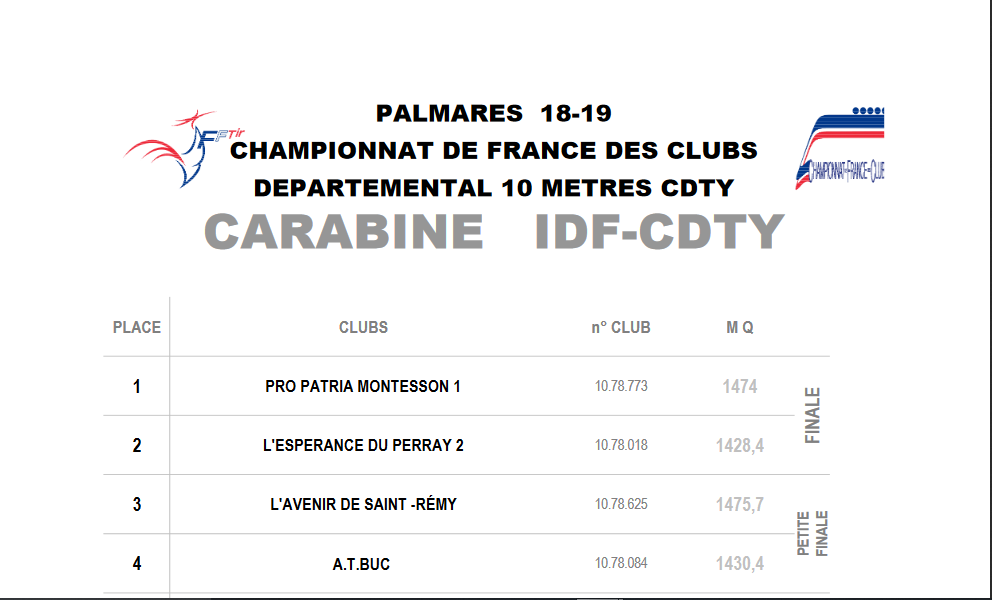 PALMARES 18-19
FFTir
CHAMPIONNAT DE FRANCE DES CLUBS
CHAMPIONNAT DE FRANCE DES CLUBS
DEPARTEMENTAL 10 METRES CDTY
CARABINE IDF-CDTY
PLACE CLUBS n° CLUB M Q
1 PRO PATRIA MONTESSON 1 10.78.773 1474
FINALE
2 L'ESPERANCE DU PERRAY 2 10.78.018 1428,4
3 L'AVENIR DE SAINT -RÉMY 10.78.625 1475,7
PETITE
FINALE
4 A.T.BUC 10.78.084 1430,4